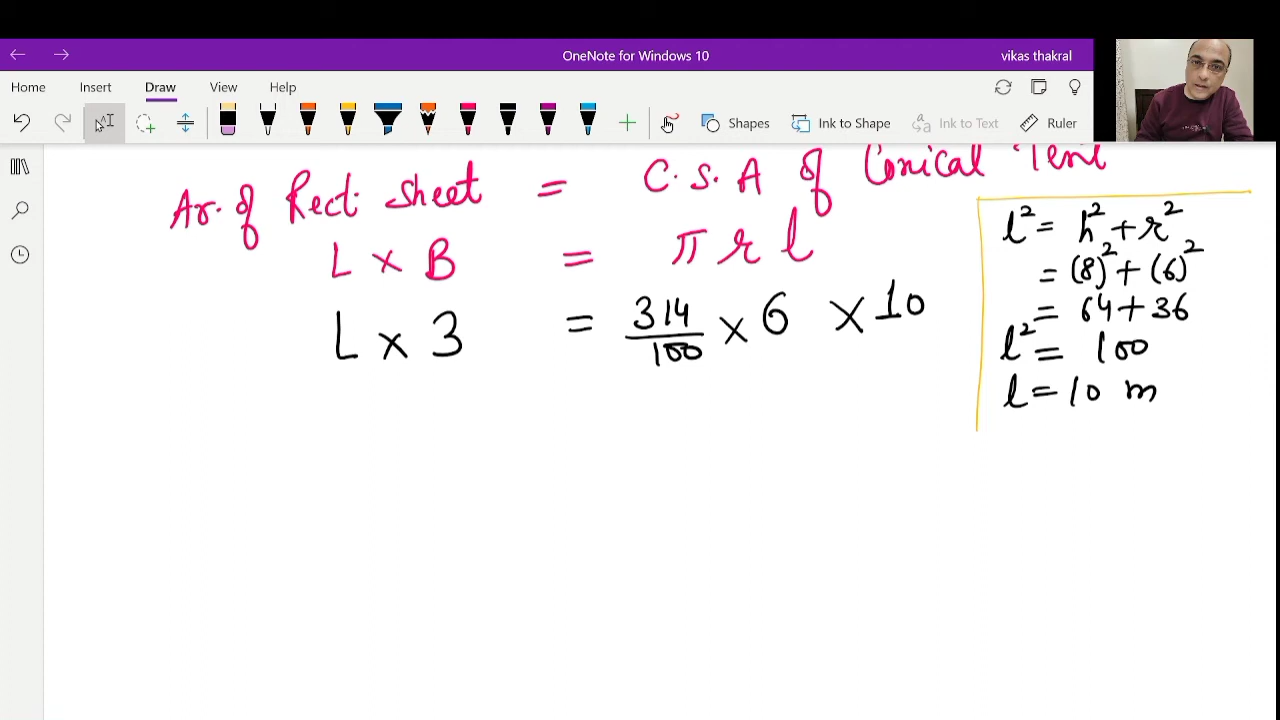 OneNote for Windows 10
vikas thakral
Home Insert Draw View Help
Shapes Ink to Shape Ink to Text Ruler
Ar. of Rect. Sheet = C.S.A of Conical Tent
L × B = π r l
L × 3 = 314/100 × 6 × 10
l² = h² + r²
= (8)² + (6)²
= 64 + 36
l² = 100
l = 10 m